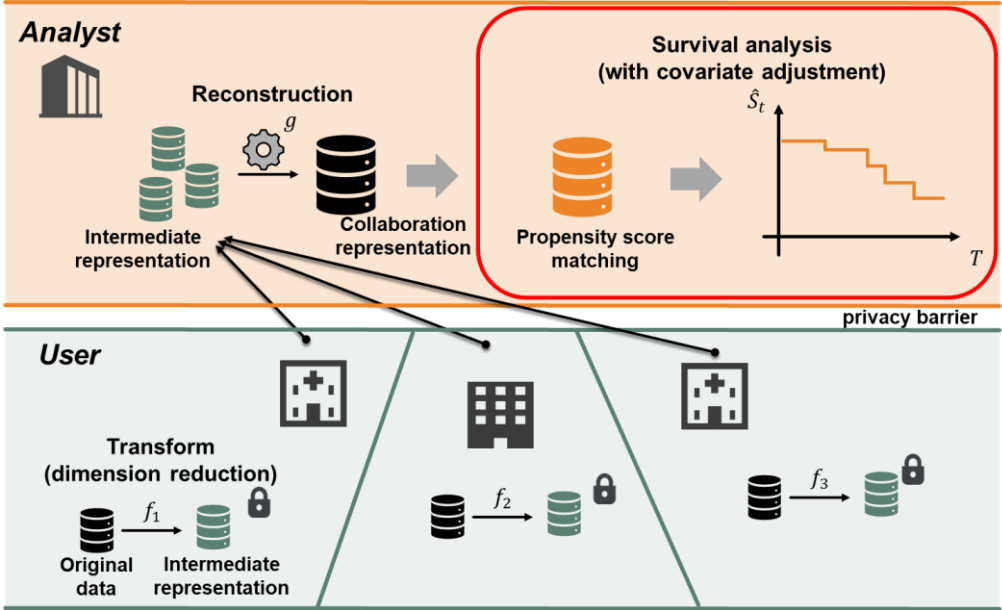 Analyst
Survival analysis
(with covariate adjustment)
Reconstruction
g
Ŝt
Intermediate
representation
Collaboration
representation
Propensity score
matching
T
privacy barrier
User
Transform
(dimension reduction)
f1
Original
data
Intermediate
representation
f2
f3